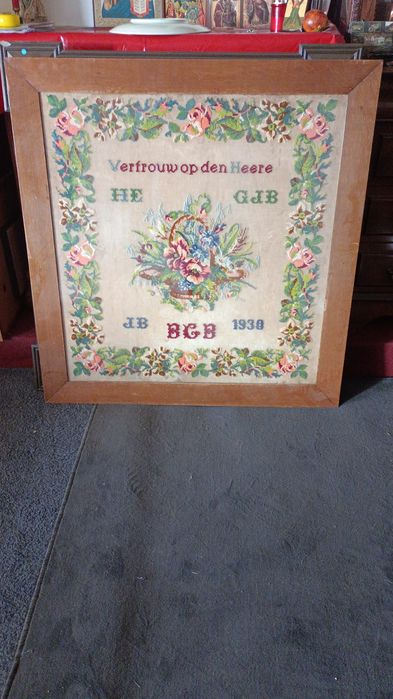 Vertrouw op den Heere
HE GJB
JB BGB 1938